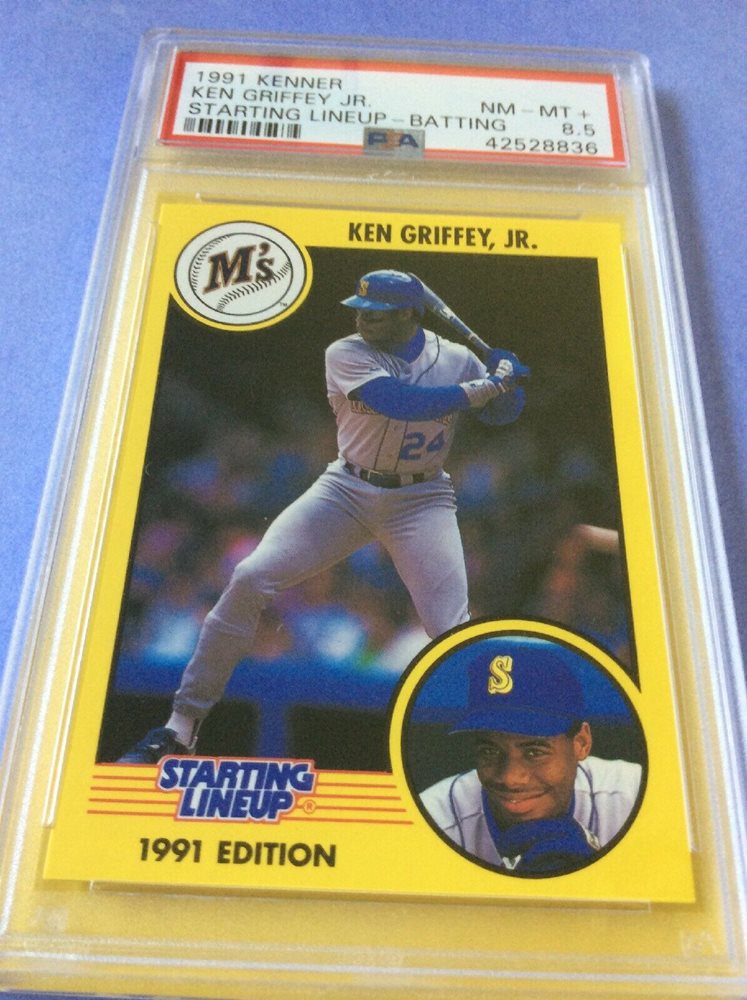 1991 KENNER
KEN GRIFFEY JR. NM - MT +
STARTING LINEUP - BATTING 8.5
PSA 42528836
M's TM
KEN GRIFFEY, JR.
S
24
S
STARTING
LINEUP®
1991 EDITION